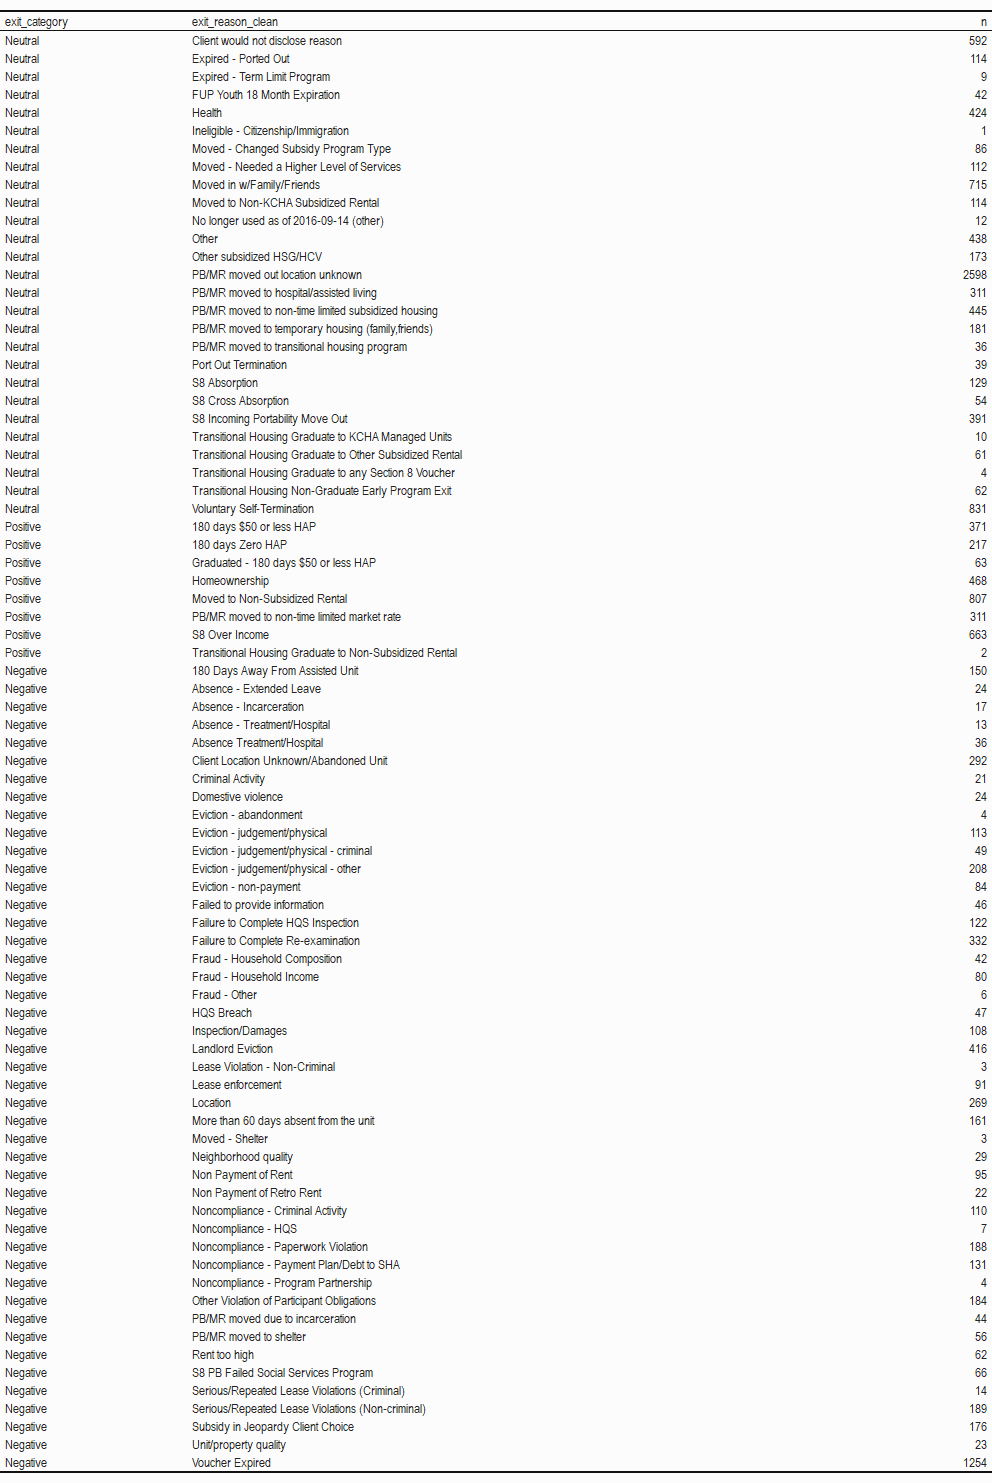 exit_category exit_reason_clean n
Neutral Client would not disclose reason 592
Neutral Expired - Ported Out 114
Neutral Expired - Term Limit Program 9
Neutral FUP Youth 18 Month Expiration 42
Neutral Health 424
Neutral Ineligible - Citizenship/Immigration 1
Neutral Moved - Changed Subsidy Program Type 86
Neutral Moved - Needed a Higher Level of Services 112
Neutral Moved in w/Family/Friends 715
Neutral Moved to Non-KCHA Subsidized Rental 114
Neutral No longer used as of 2016-09-14 (other) 12
Neutral Other 438
Neutral Other subsidized HSG/HCV 173
Neutral PB/MR moved out location unknown 2598
Neutral PB/MR moved to hospital/assisted living 311
Neutral PB/MR moved to non-time limited subsidized housing 445
Neutral PB/MR moved to temporary housing (family,friends) 181
Neutral PB/MR moved to transitional housing program 36
Neutral Port Out Termination 39
Neutral S8 Absorption 129
Neutral S8 Cross Absorption 54
Neutral S8 Incoming Portability Move Out 391
Neutral Transitional Housing Graduate to KCHA Managed Units 10
Neutral Transitional Housing Graduate to Other Subsidized Rental 61
Neutral Transitional Housing Graduate to any Section 8 Voucher 4
Neutral Transitional Housing Non-Graduate Early Program Exit 62
Neutral Voluntary Self-Termination 831
Positive 180 days $50 or less HAP 371
Positive 180 days Zero HAP 217
Positive Graduated - 180 days $50 or less HAP 63
Positive Homeownership 468
Positive Moved to Non-Subsidized Rental 807
Positive PB/MR moved to non-time limited market rate 311
Positive S8 Over Income 663
Positive Transitional Housing Graduate to Non-Subsidized Rental 2
Negative 180 Days Away From Assisted Unit 150
Negative Absence - Extended Leave 24
Negative Absence - Incarceration 17
Negative Absence - Treatment/Hospital 13
Negative Absence Treatment/Hospital 36
Negative Client Location Unknown/Abandoned Unit 292
Negative Criminal Activity 21
Negative Domestive violence 24
Negative Eviction - abandonment 4
Negative Eviction - judgement/physical 113
Negative Eviction - judgement/physical - criminal 49
Negative Eviction - judgement/physical - other 208
Negative Eviction - non-payment 84
Negative Failed to provide information 46
Negative Failure to Complete HQS Inspection 122
Negative Failure to Complete Re-examination 332
Negative Fraud - Household Composition 42
Negative Fraud - Household Income 80
Negative Fraud - Other 6
Negative HQS Breach 47
Negative Inspection/Damages 108
Negative Landlord Eviction 416
Negative Lease Violation - Non-Criminal 3
Negative Lease enforcement 91
Negative Location 269
Negative More than 60 days absent from the unit 161
Negative Moved - Shelter 3
Negative Neighborhood quality 29
Negative Non Payment of Rent 95
Negative Non Payment of Retro Rent 22
Negative Noncompliance - Criminal Activity 110
Negative Noncompliance - HQS 7
Negative Noncompliance - Paperwork Violation 188
Negative Noncompliance - Payment Plan/Debt to SHA 131
Negative Noncompliance - Program Partnership 4
Negative Other Violation of Participant Obligations 184
Negative PB/MR moved due to incarceration 44
Negative PB/MR moved to shelter 56
Negative Rent too high 62
Negative S8 PB Failed Social Services Program 66
Negative Serious/Repeated Lease Violations (Criminal) 14
Negative Serious/Repeated Lease Violations (Non-criminal) 189
Negative Subsidy in Jeopardy Client Choice 176
Negative Unit/property quality 23
Negative Voucher Expired 1254